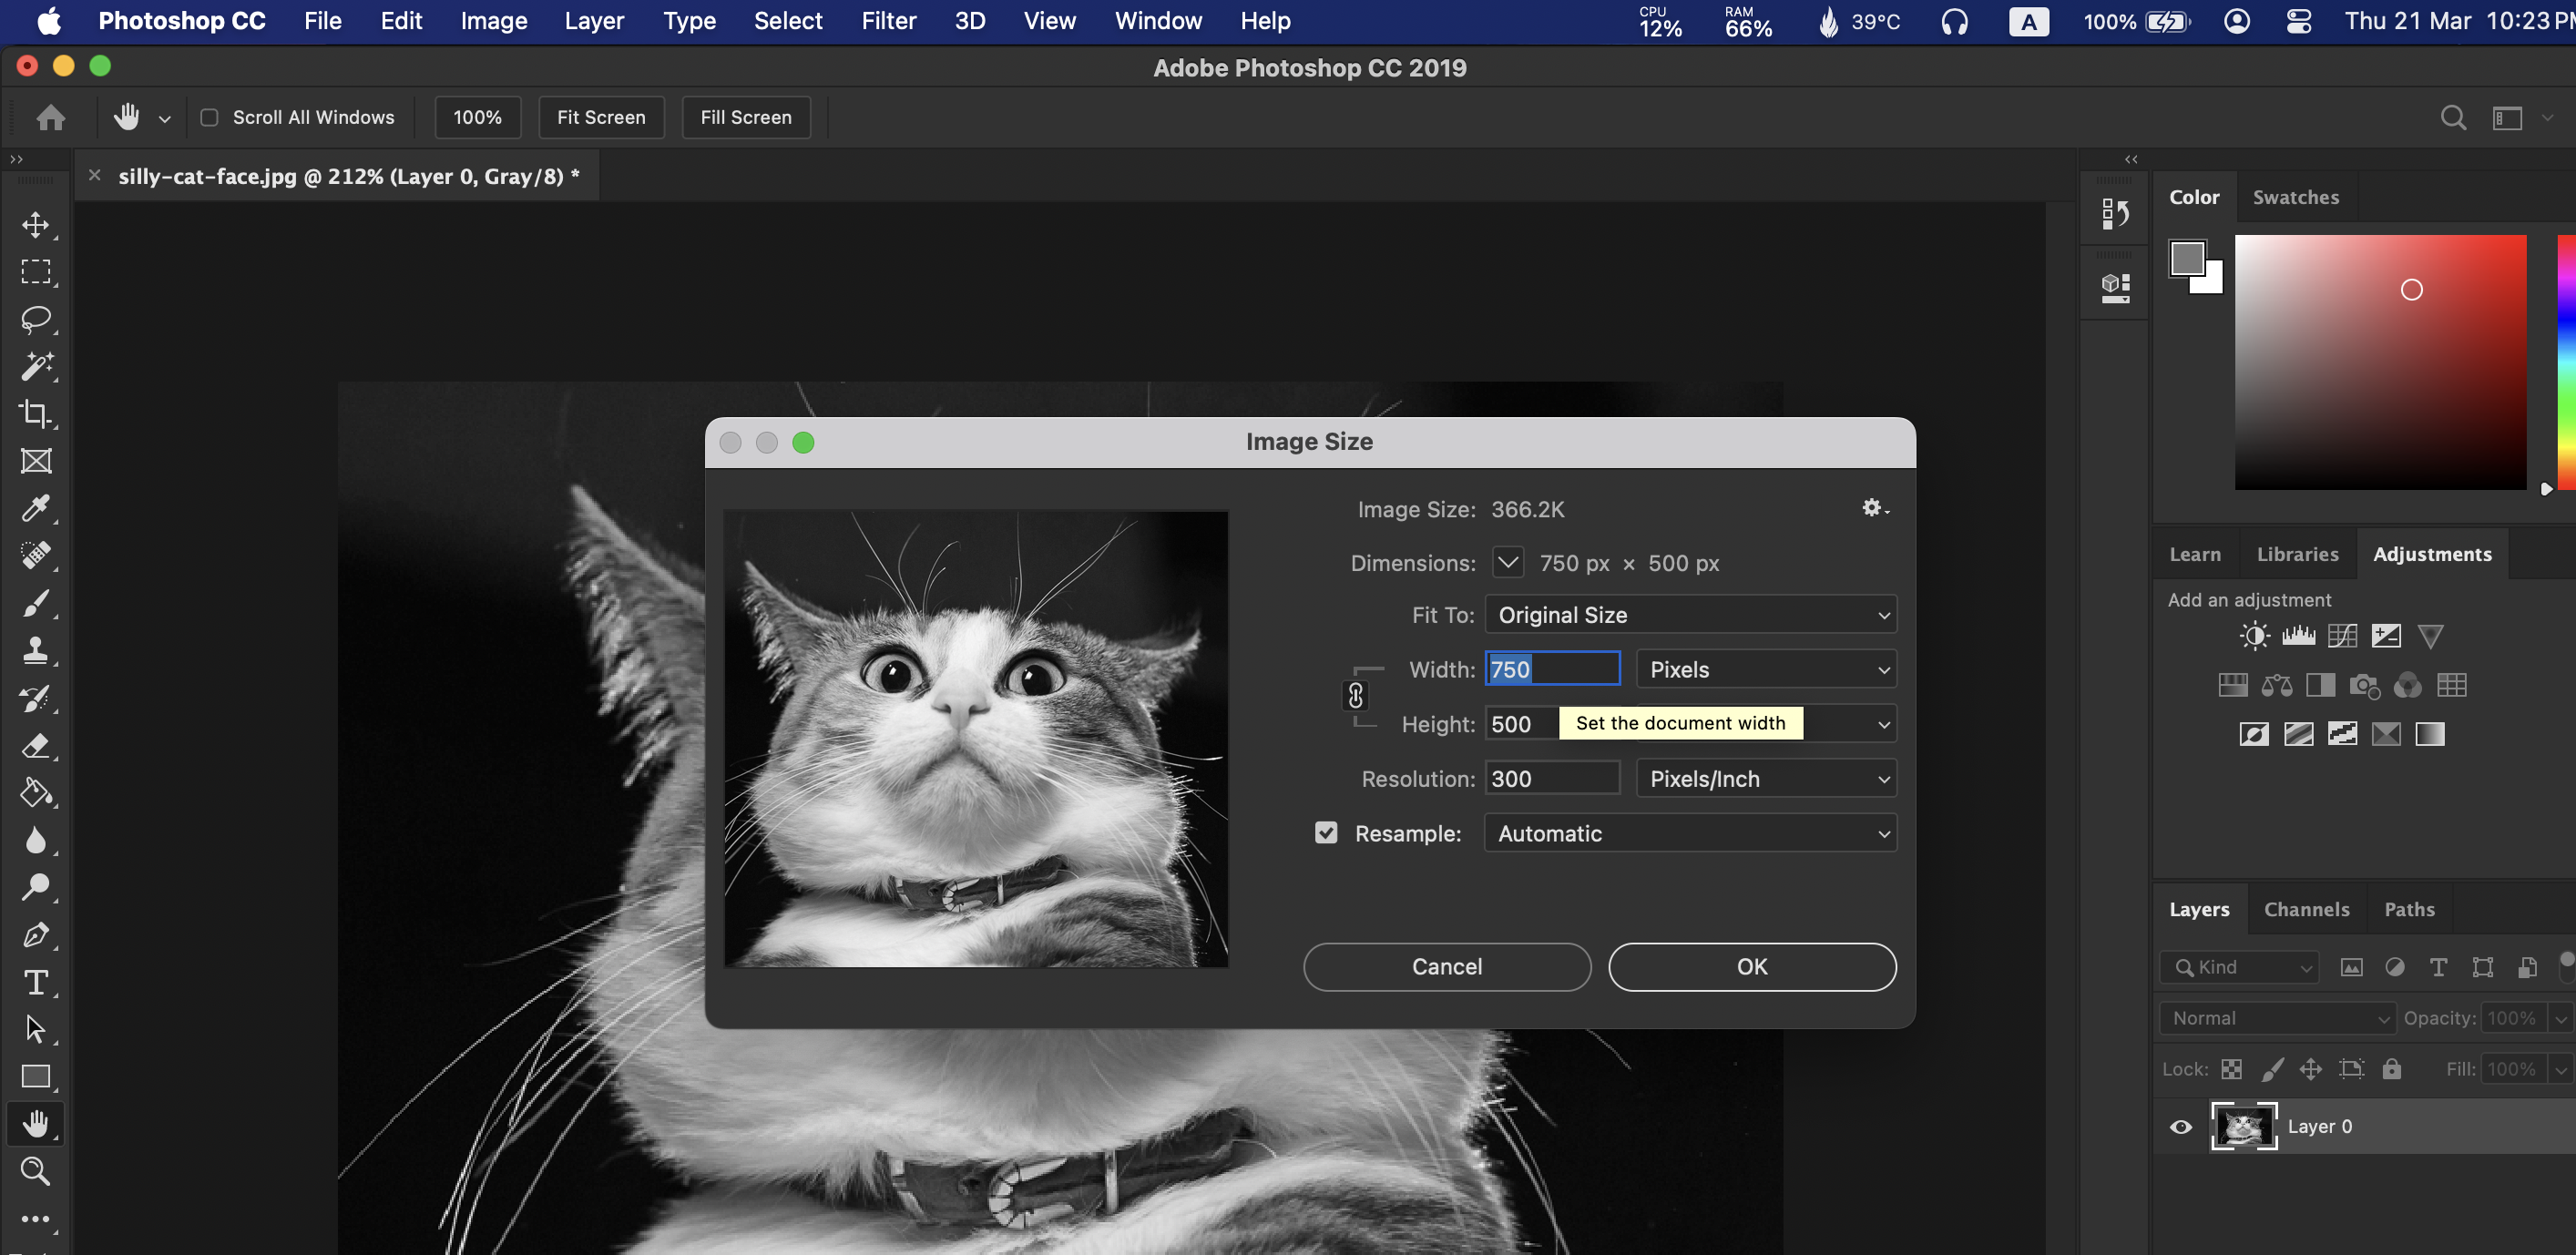 Photoshop CC File Edit Image Layer Type Select Filter 3D View Window Help CPU 12% RAM 66% 39°C A 100% Thu 21 Mar 10:23PM
Adobe Photoshop CC 2019
Scroll All Windows 100% Fit Screen Fill Screen
silly-cat-face.jpg @ 212% (Layer 0, Gray/8) *
Color Swatches
Image Size
Image Size: 366.2K
Dimensions: 750 px × 500 px
Fit To: Original Size
Width: 750 Pixels
Height: 500
Set the document width
Resolution: 300 Pixels/Inch
Resample: Automatic
Cancel OK
Learn Libraries Adjustments
Add an adjustment
Layers Channels Paths
Kind
Normal Opacity: 100%
Lock: Fill: 100%
Layer 0